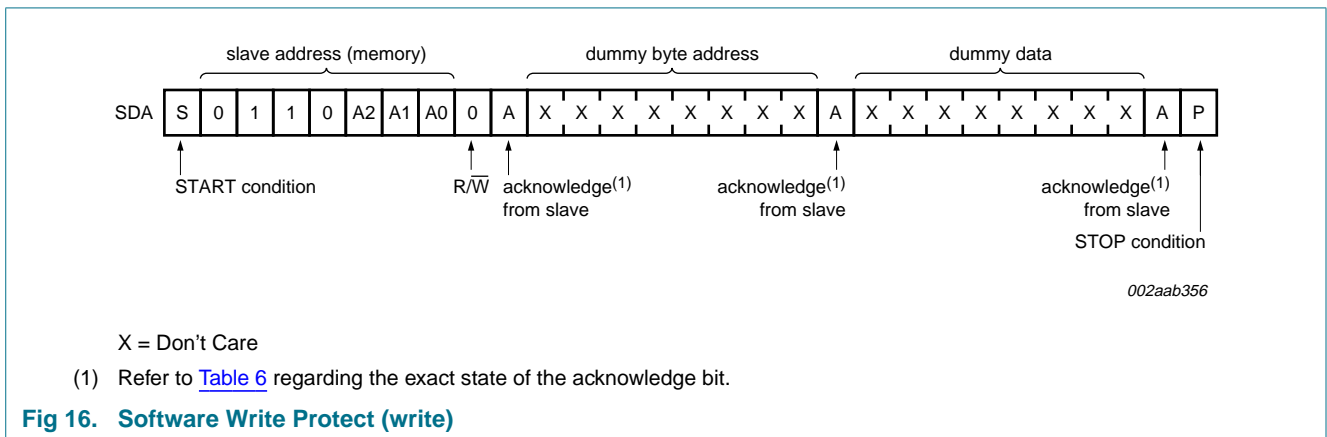 slave address (memory) dummy byte address dummy data
SDA S 0 1 1 0 A2 A1 A0 0 A X X X X X X X X A X X X X X X X X A P
START condition R/W̅ acknowledge(1) acknowledge(1) acknowledge(1)
from slave from slave from slave
STOP condition
002aab356
X = Don't Care
(1) Refer to Table 6 regarding the exact state of the acknowledge bit.
Fig 16. Software Write Protect (write)